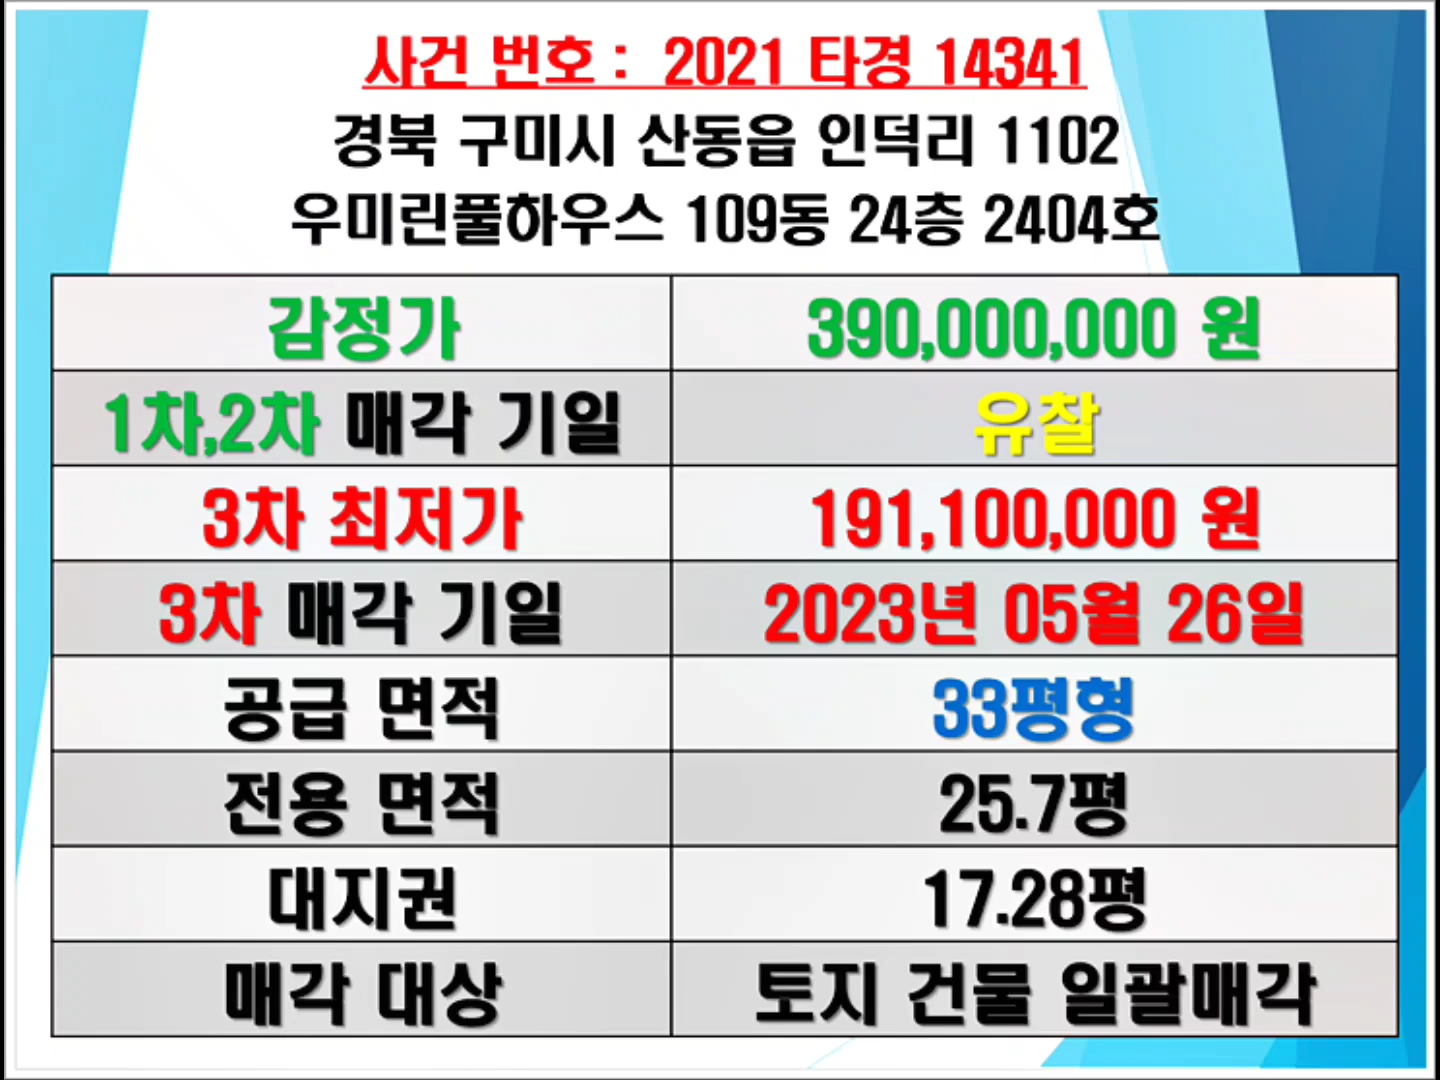 사건 번호 : 2021 타경 14341
경북 구미시 산동읍 인덕리 1102
우미린풀하우스 109동 24층 2404호
감정가 390,000,000 원
1차,2차 매각 기일 유찰
3차 최저가 191,100,000 원
3차 매각 기일 2023년 05월 26일
공급 면적 33평형
전용 면적 25.7평
대지권 17.28평
매각 대상 토지 건물 일괄매각